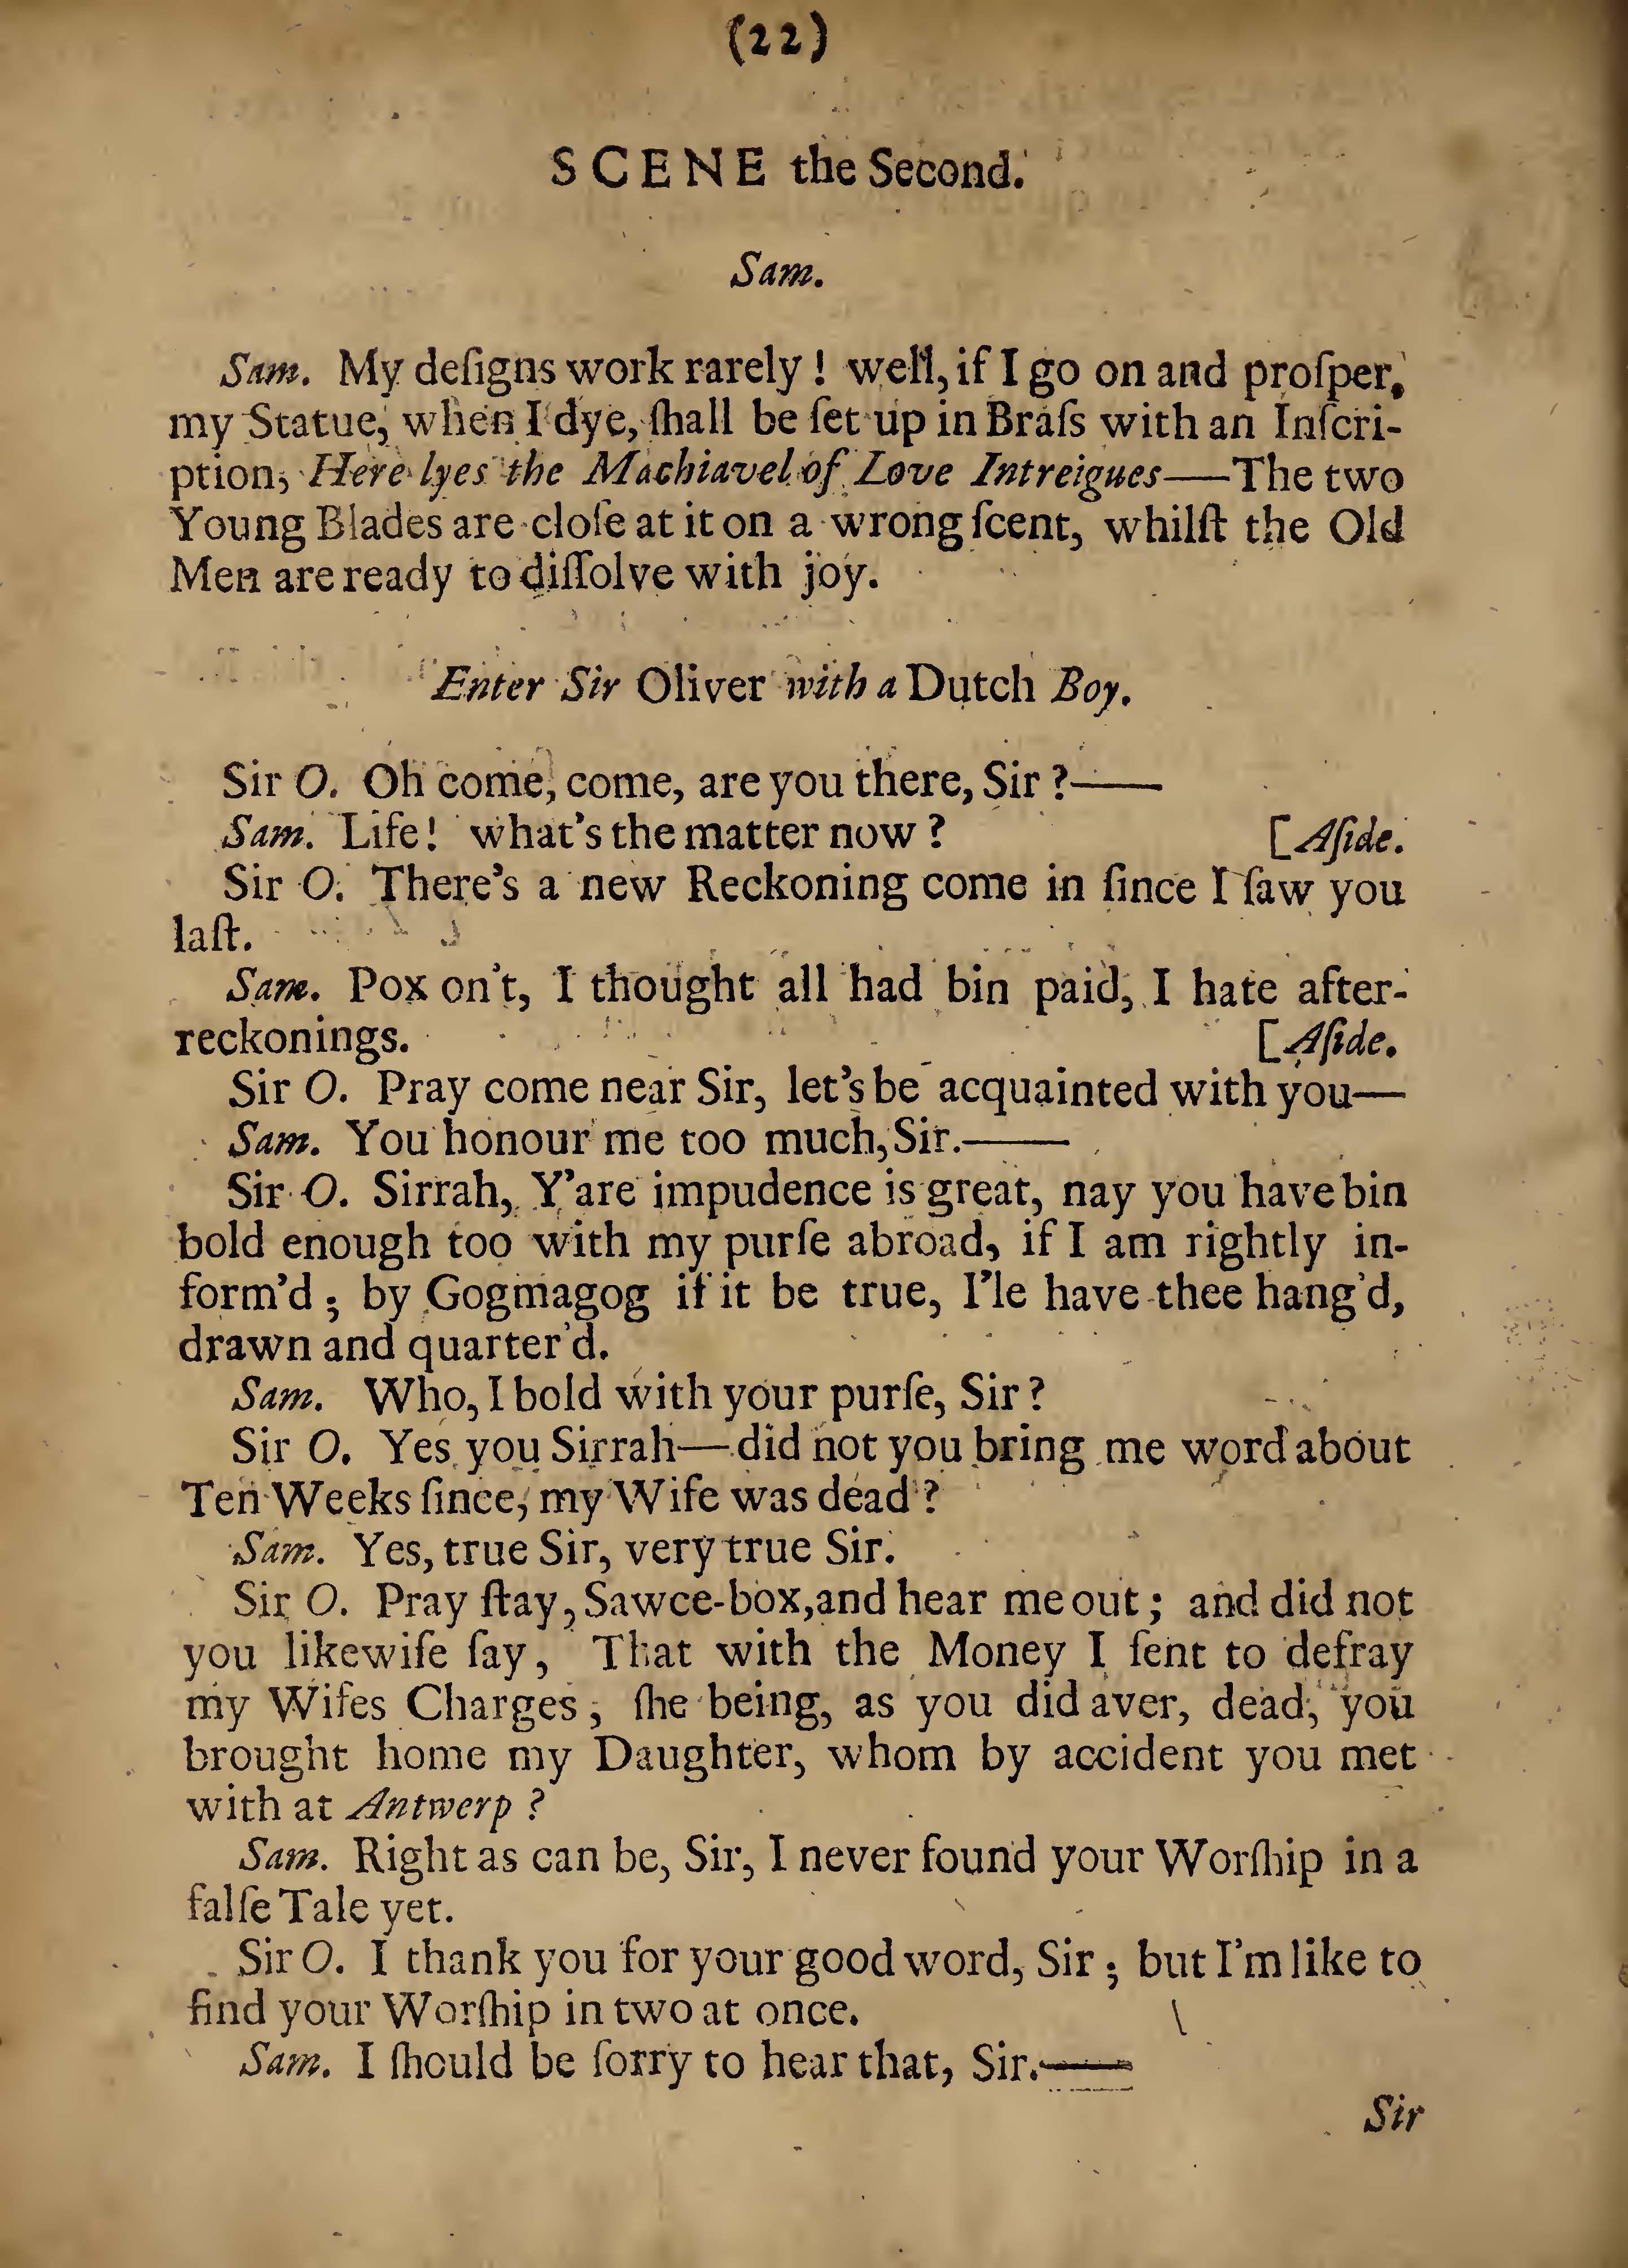 (22)
SCENE the Second.
Sam.
Sam. My deſigns work rarely! well, if I go on and proſper,
my Statue, when I dye, ſhall be ſet up in Braſs with an Inſcri-
ption, Here lyes the Machiavel of Love Intreigues——The two
Young Blades are cloſe at it on a wrong ſcent, whilſt the Old
Men are ready to diſſolve with joy.
Enter Sir Oliver with a Dutch Boy.
Sir O. Oh come, come, are you there, Sir?——
Sam. Life! what's the matter now? [Aſide.
Sir O. There's a new Reckoning come in ſince I ſaw you
laſt.
Sam. Pox on't, I thought all had bin paid, I hate after-
reckonings. [Aſide.
Sir O. Pray come near Sir, let's be acquainted with you—
Sam. You honour me too much, Sir.——
Sir O. Sirrah, Y'are impudence is great, nay you have bin
bold enough too with my purſe abroad, if I am rightly in-
form'd; by Gogmagog if it be true, I'le have thee hang'd,
drawn and quarter'd.
Sam. Who, I bold with your purſe, Sir?
Sir O. Yes you Sirrah—did not you bring me word about
Ten Weeks ſince, my Wife was dead?
Sam. Yes, true Sir, very true Sir.
Sir O. Pray ſtay, Sawce-box, and hear me out; and did not
you likewiſe ſay, That with the Money I ſent to defray
my Wifes Charges, ſhe being, as you did aver, dead, you
brought home my Daughter, whom by accident you met
with at Antwerp?
Sam. Right as can be, Sir, I never found your Worſhip in a
falſe Tale yet.
Sir O. I thank you for your good word, Sir; but I'm like to
find your Worſhip in two at once.
Sam. I ſhould be ſorry to hear that, Sir.——
Sir